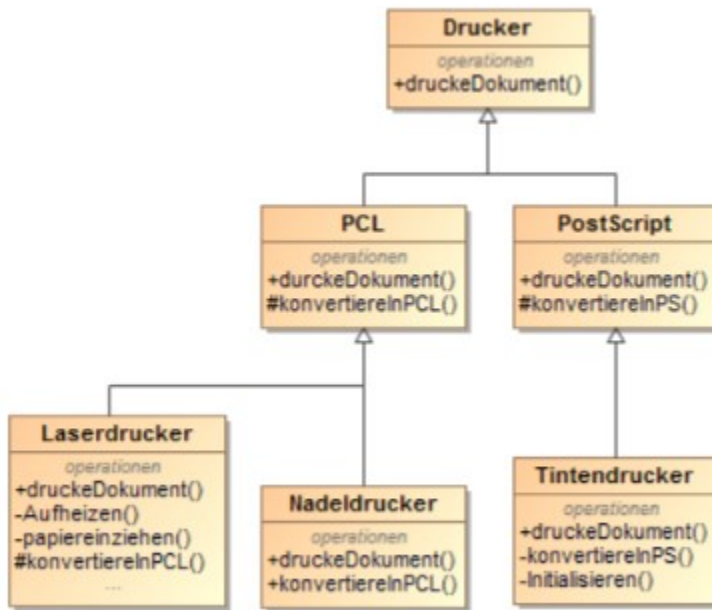 Drucker
operationen
+druckeDokument()
PCL
operationen
+durckeDokument()
#konvertiereInPCL()
PostScript
operationen
+druckeDokument()
#konvertiereInPS()
Laserdrucker
operationen
+druckeDokument()
-Aufheizen()
-papiereinziehen()
#konvertiereInPCL()
...
Nadeldrucker
operationen
+druckeDokument()
+konvertiereInPCL()
Tintendrucker
operationen
+druckeDokument()
-konvertiereInPS()
-Initialisieren()